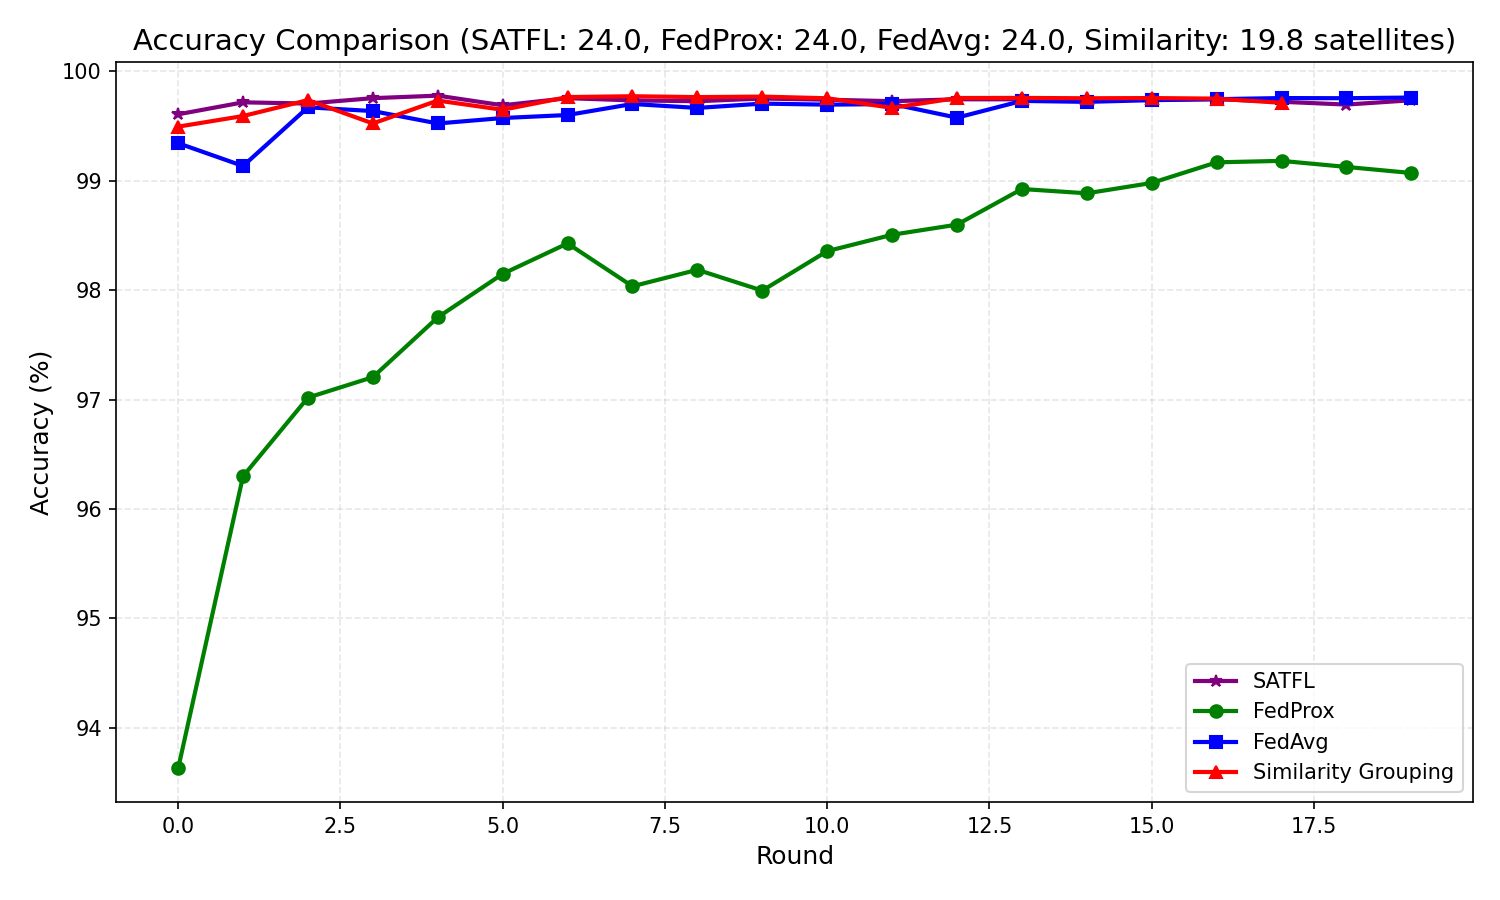 Accuracy Comparison (SATFL: 24.0, FedProx: 24.0, FedAvg: 24.0, Similarity: 19.8 satellites)
100
99
98
97
96
95
94
Accuracy (%)
0.0 2.5 5.0 7.5 10.0 12.5 15.0 17.5
Round
SATFL
FedProx
FedAvg
Similarity Grouping